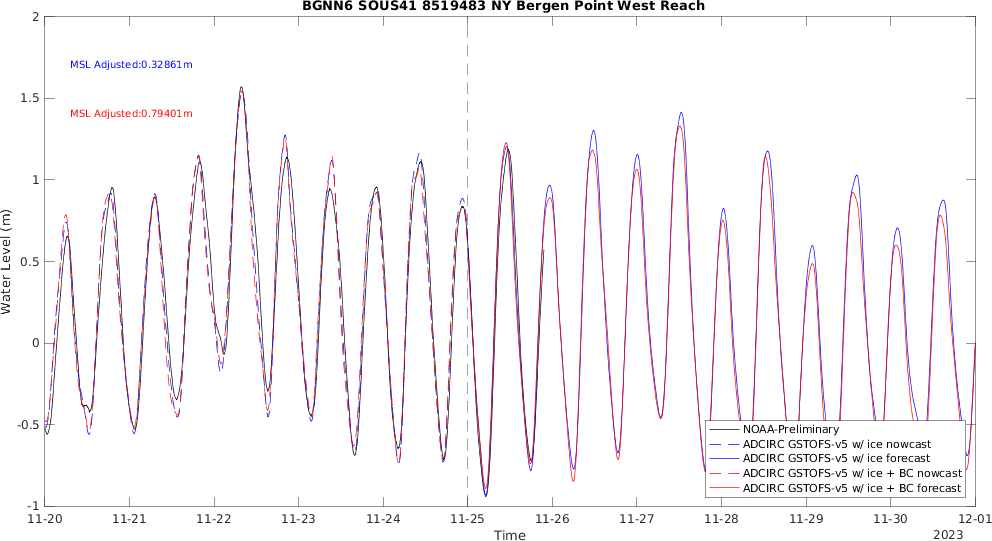 BGNN6 SOUS41 8519483 NY Bergen Point West Reach
2
1.5
1
0.5
0
-0.5
-1
Water Level (m)
MSL Adjusted:0.32861m
MSL Adjusted:0.79401m
NOAA-Preliminary
ADCIRC GSTOFS-v5 w/ ice nowcast
ADCIRC GSTOFS-v5 w/ ice forecast
ADCIRC GSTOFS-v5 w/ ice + BC nowcast
ADCIRC GSTOFS-v5 w/ ice + BC forecast
11-20 11-21 11-22 11-23 11-24 11-25 11-26 11-27 11-28 11-29 11-30 12-01
Time
2023